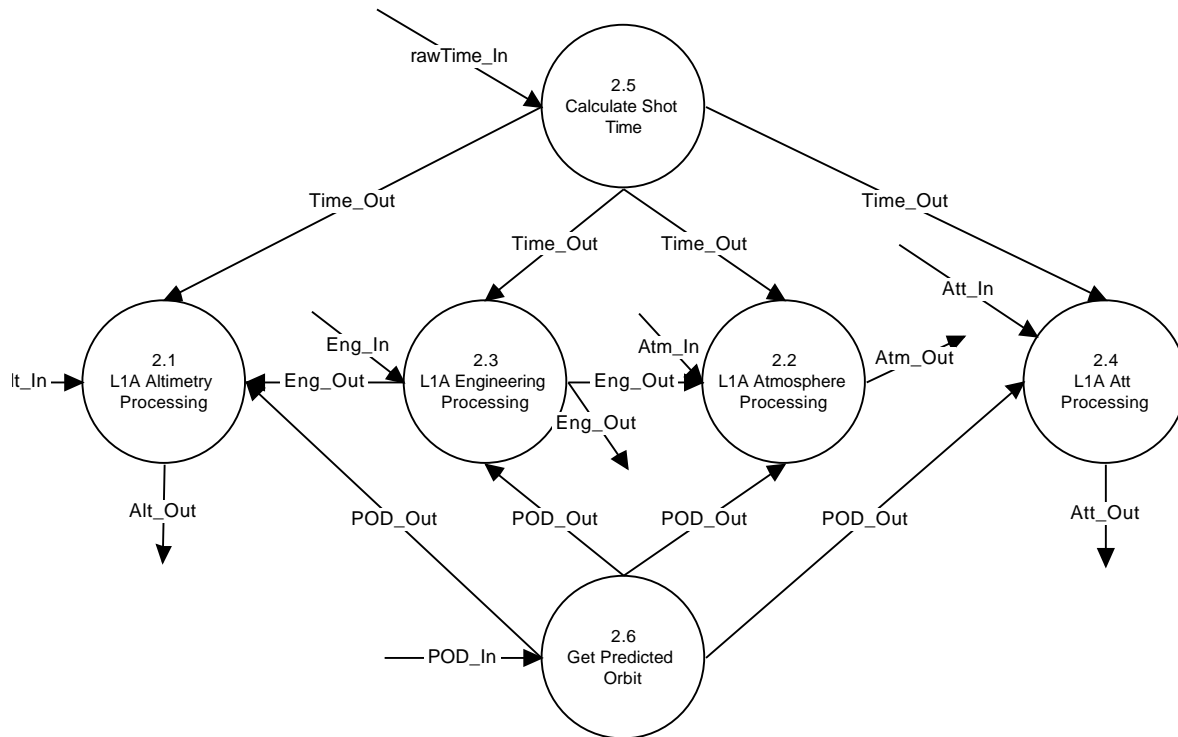 rawTime_In
2.5
Calculate Shot
Time
Time_Out
Time_Out
Time_Out
Time_Out
Att_In
Eng_In
Atm_In
2.1
L1A Altimetry
Processing
2.3
L1A Engineering
Processing
2.2
L1A Atmosphere
Processing
2.4
L1A Att
Processing
lt_In
Eng_Out
Eng_Out
Atm_Out
Eng_Out
Alt_Out
POD_Out
POD_Out
POD_Out
POD_Out
Att_Out
POD_In
2.6
Get Predicted
Orbit